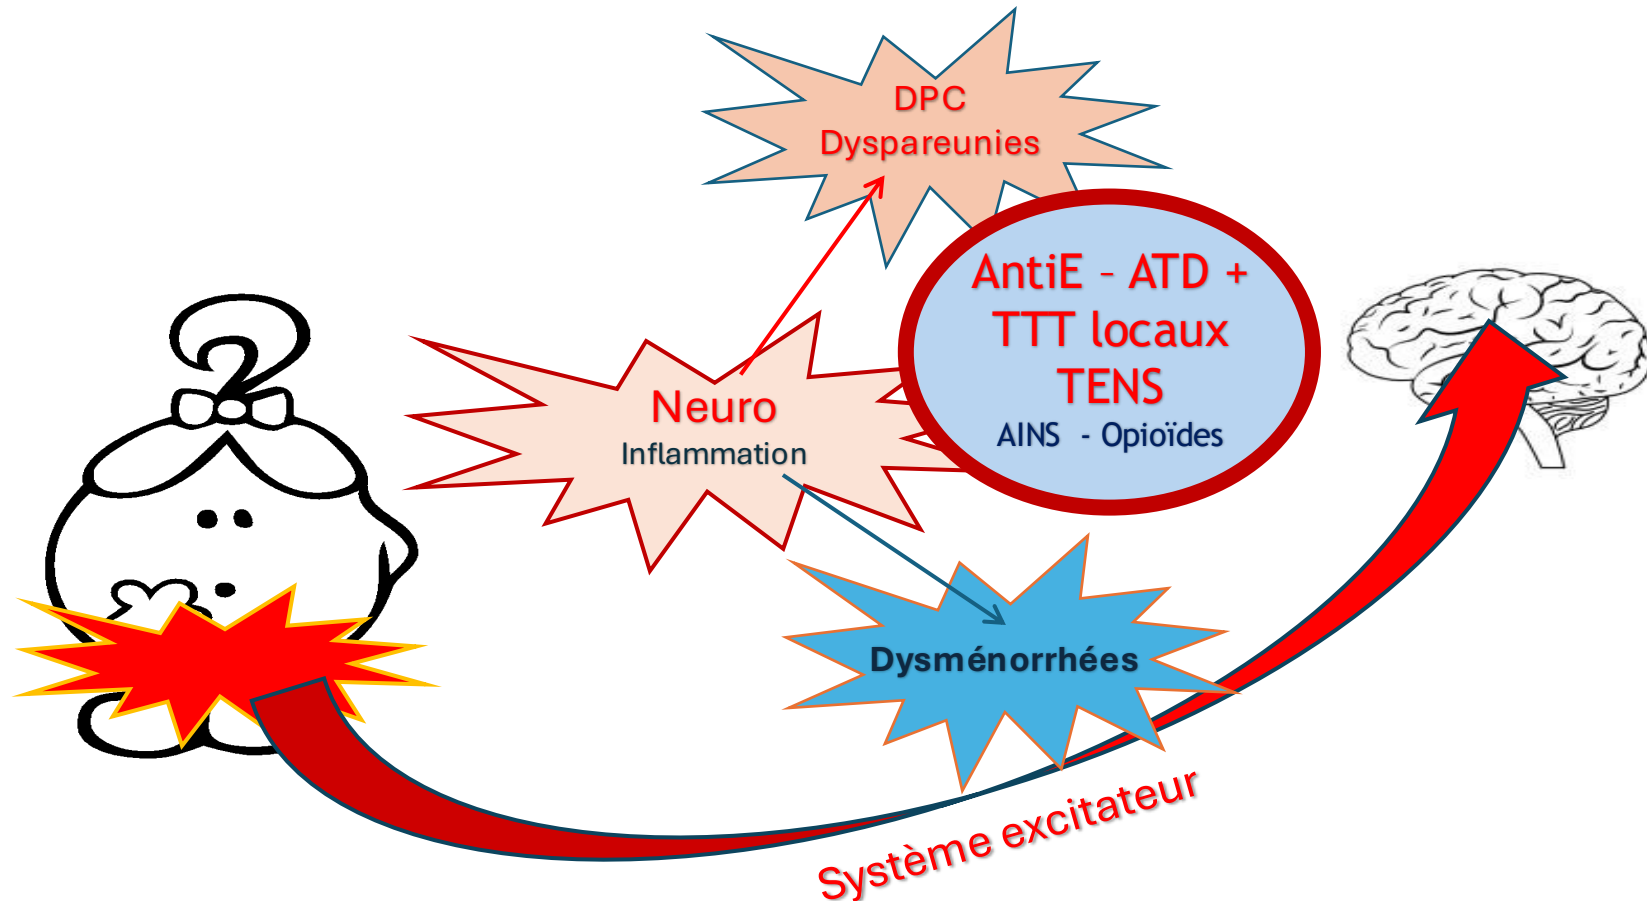 DPC
Dyspareunies
AntiE – ATD +
TTT locaux
TENS
AINS - Opioïdes
Neuro
Inflammation
Dysménorrhées
Système excitateur